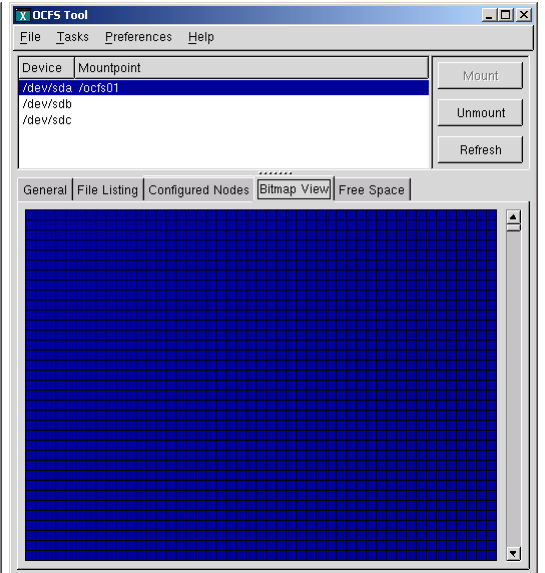 OCFS Tool
File Tasks Preferences Help
Device Mountpoint
/dev/sda /ocfs01
/dev/sdb
/dev/sdc
Mount
Unmount
Refresh
General File Listing Configured Nodes Bitmap View Free Space